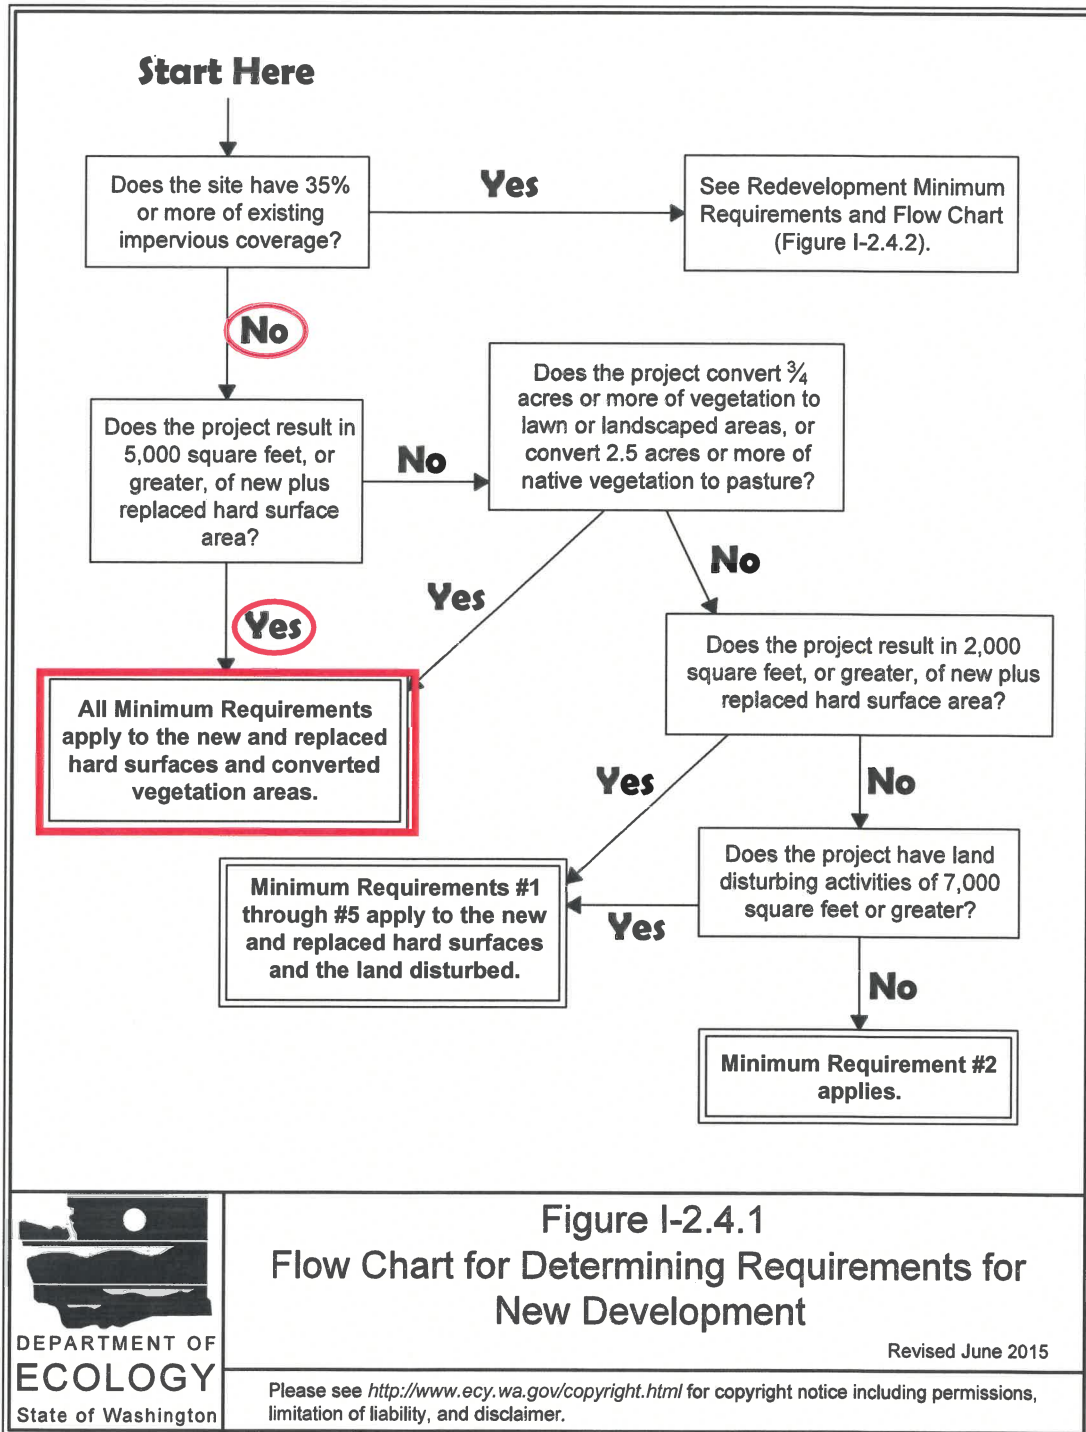 Start Here
Does the site have 35%
or more of existing
impervious coverage?
Yes
See Redevelopment Minimum
Requirements and Flow Chart
(Figure I-2.4.2).
No
Does the project result in
5,000 square feet, or
greater, of new plus
replaced hard surface
area?
No
Does the project convert ¾
acres or more of vegetation to
lawn or landscaped areas, or
convert 2.5 acres or more of
native vegetation to pasture?
Yes
Yes
No
All Minimum Requirements
apply to the new and replaced
hard surfaces and converted
vegetation areas.
Does the project result in 2,000
square feet, or greater, of new plus
replaced hard surface area?
Yes
No
Minimum Requirements #1
through #5 apply to the new
and replaced hard surfaces
and the land disturbed.
Yes
Does the project have land
disturbing activities of 7,000
square feet or greater?
No
Minimum Requirement #2
applies.
DEPARTMENT OF
ECOLOGY
State of Washington
Figure I-2.4.1
Flow Chart for Determining Requirements for
New Development
Revised June 2015
Please see http://www.ecy.wa.gov/copyright.html for copyright notice including permissions,
limitation of liability, and disclaimer.